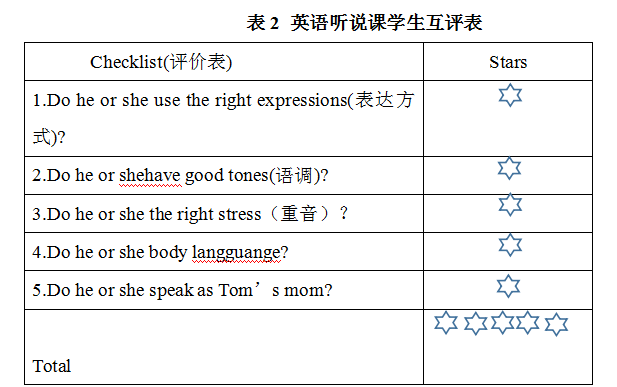 表 2 英语听说课学生互评表
Checklist(评价表) Stars
1.Do he or she use the right expressions(表达方
式)?
2.Do he or shehave good tones(语调)?
3.Do he or she the right stress（重音）？
4.Do he or she body langguange?
5.Do he or she speak as Tom’s mom?
Total